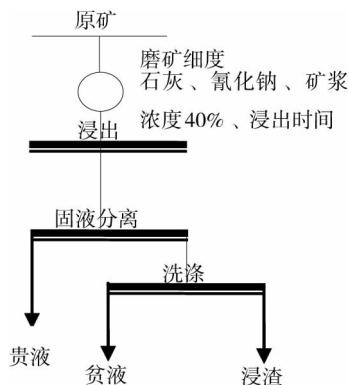 原矿
磨矿细度
石灰、氰化钠、矿浆
浓度40%、浸出时间
浸出
固液分离
洗涤
贵液
贫液
浸渣